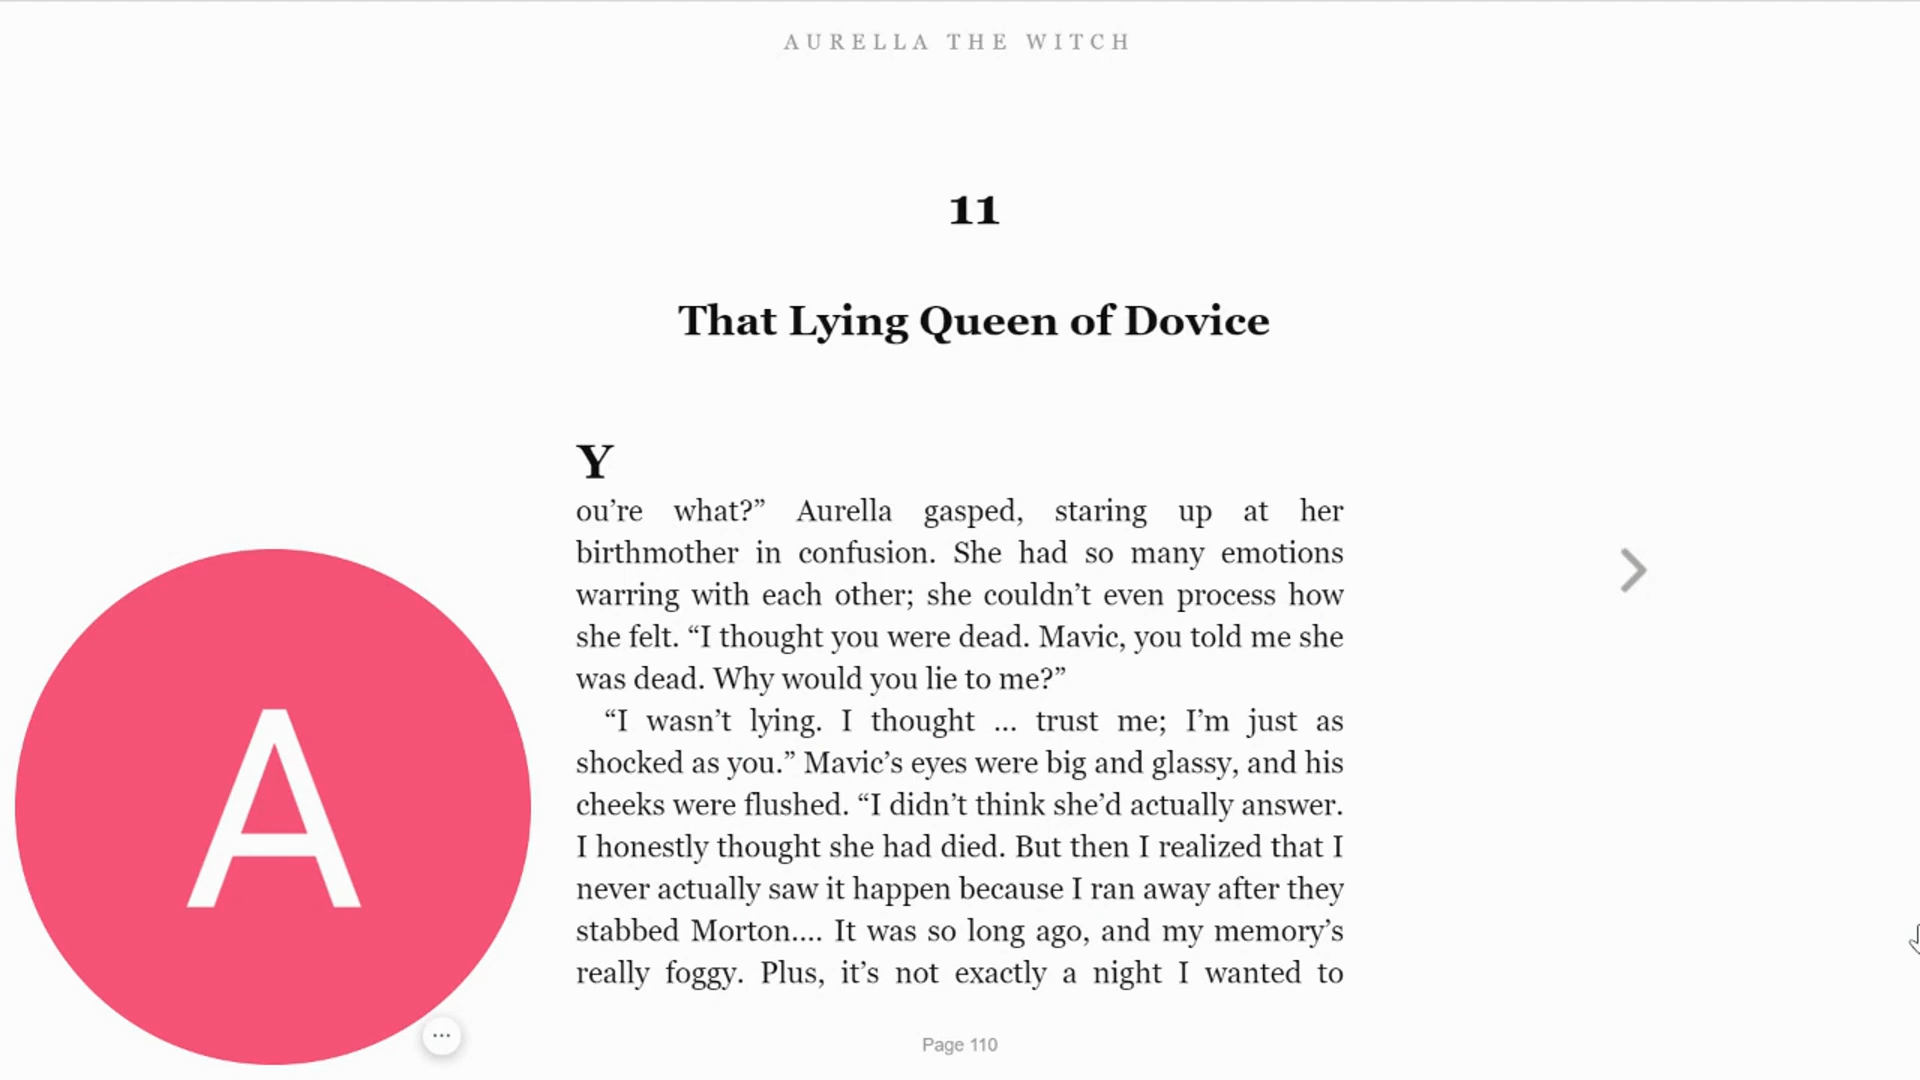 AURELLA THE WITCH
11
That Lying Queen of Dovice
Y
ou’re what?” Aurella gasped, staring up at her
birthmother in confusion. She had so many emotions
warring with each other; she couldn’t even process how
she felt. “I thought you were dead. Mavic, you told me she
was dead. Why would you lie to me?”
“I wasn’t lying. I thought ... trust me; I’m just as
shocked as you.” Mavic’s eyes were big and glassy, and his
cheeks were flushed. “I didn’t think she’d actually answer.
I honestly thought she had died. But then I realized that I
never actually saw it happen because I ran away after they
stabbed Morton.... It was so long ago, and my memory’s
really foggy. Plus, it’s not exactly a night I wanted to
A
Page 110